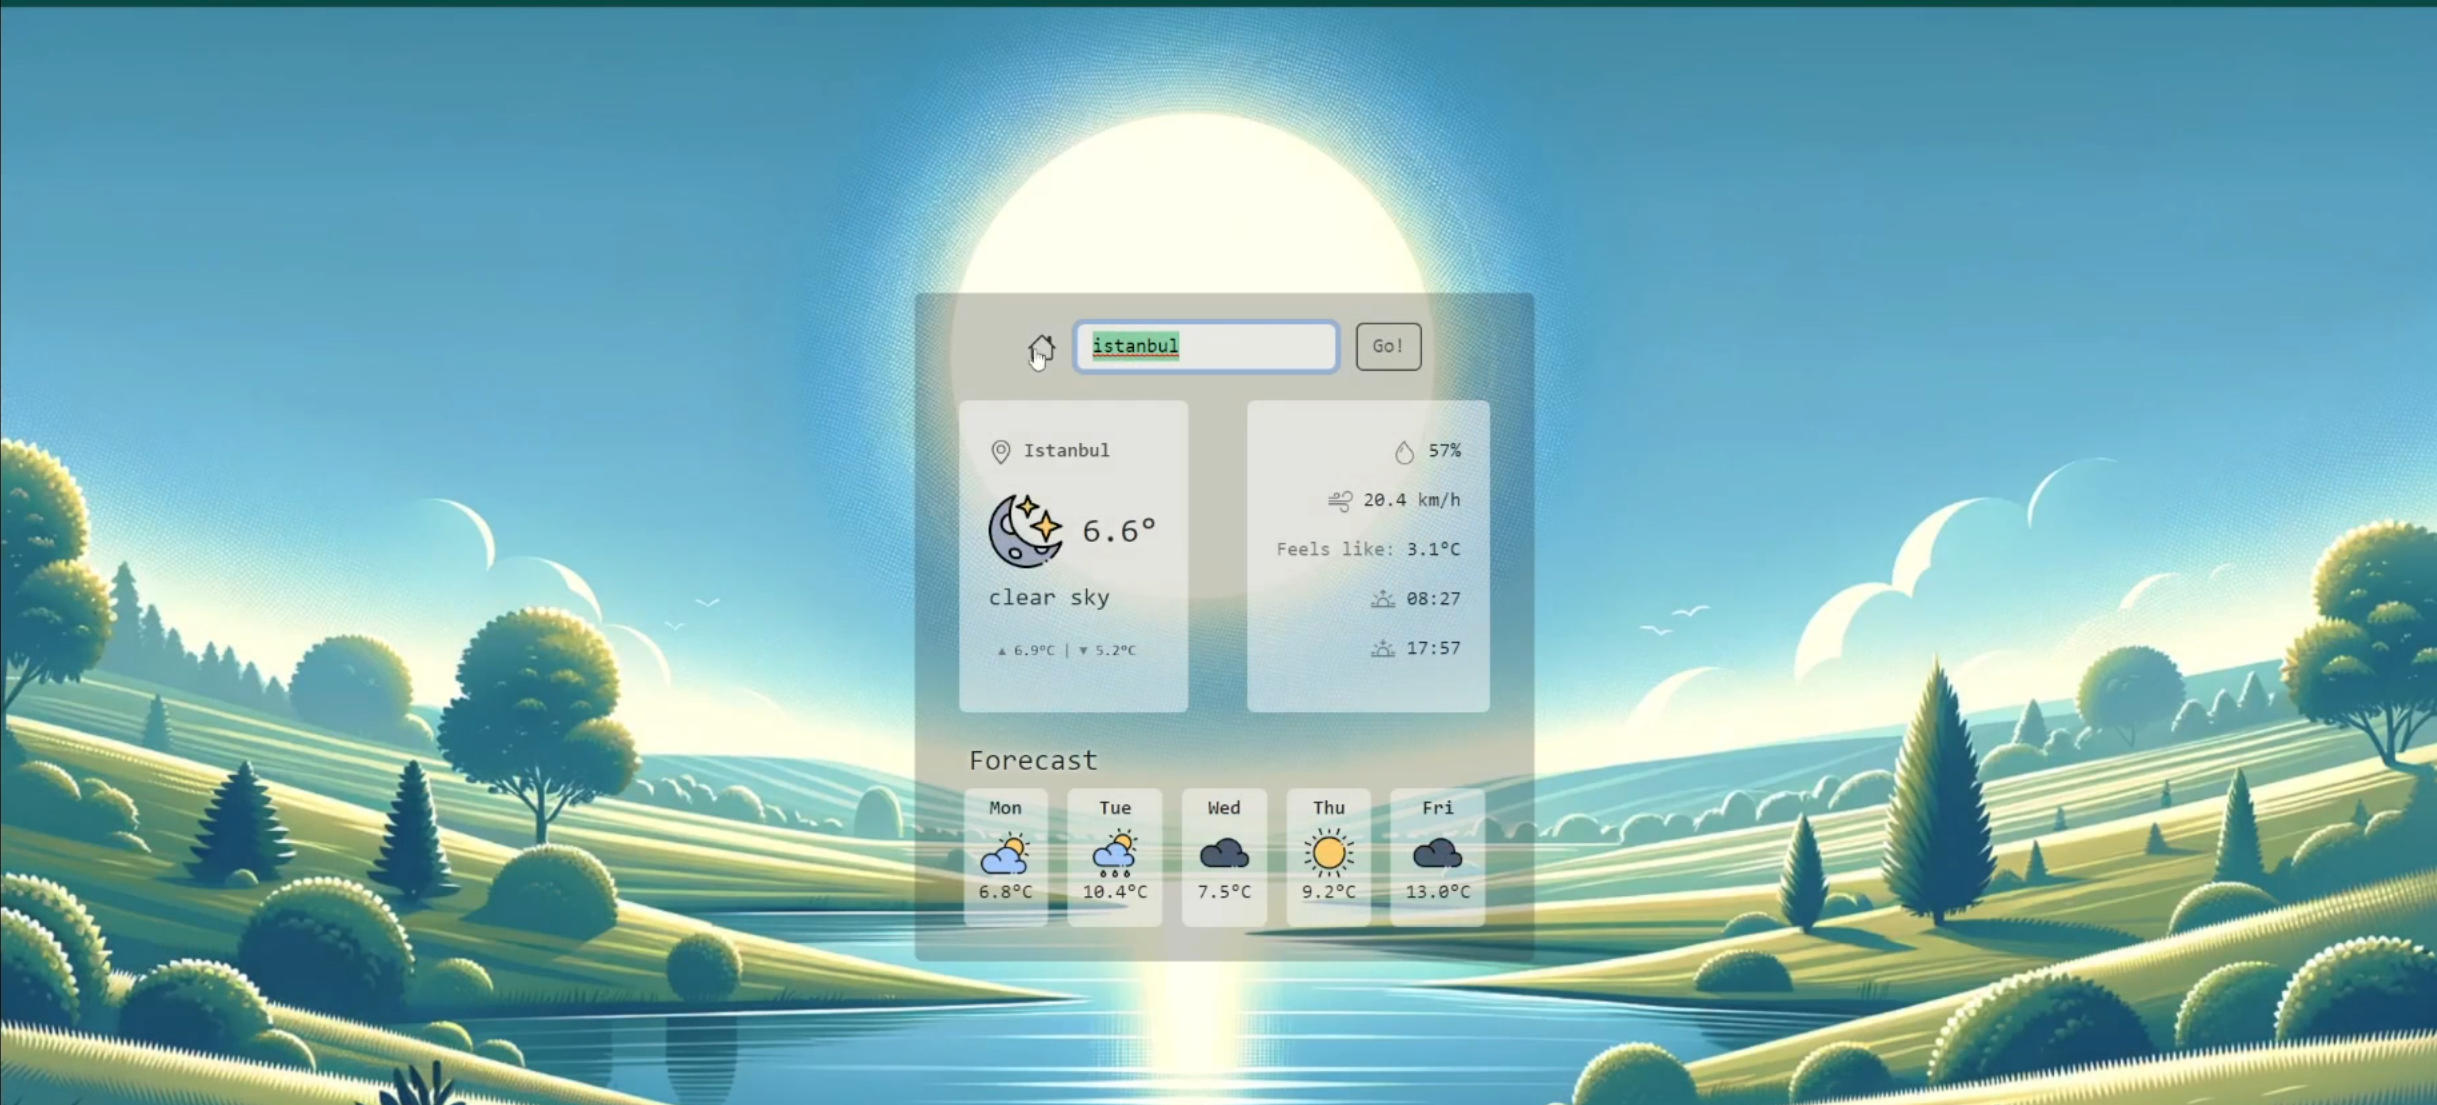 istanbul
Go!
Istanbul
6.6°
clear sky
▲ 6.9°C | ▼ 5.2°C
57%
20.4 km/h
Feels like: 3.1°C
08:27
17:57
Forecast
Mon
6.8°C
Tue
10.4°C
Wed
7.5°C
Thu
9.2°C
Fri
13.0°C